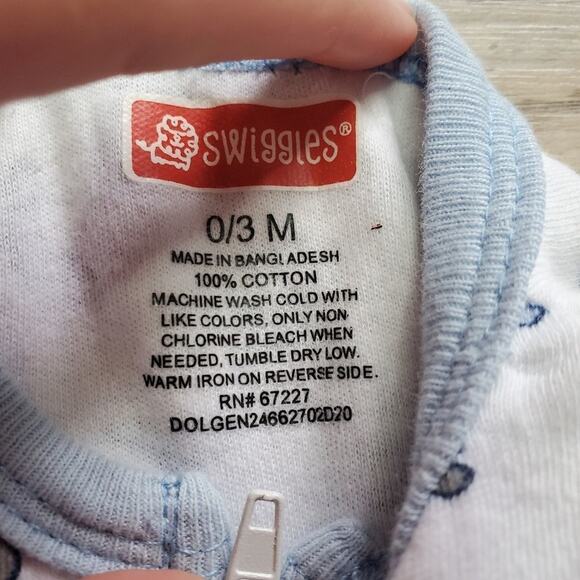 SWIGGLES®
0/3 M
MADE IN BANGLADESH
100% COTTON
MACHINE WASH COLD WITH
LIKE COLORS, ONLY NON
CHLORINE BLEACH WHEN
NEEDED, TUMBLE DRY LOW.
WARM IRON ON REVERSE SIDE.
RN# 67227
DOLGEN24662702D20